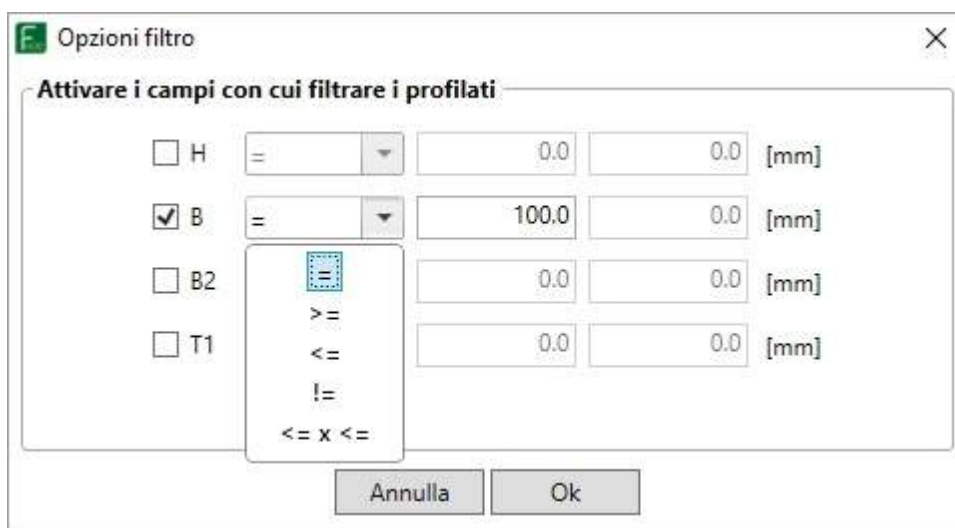 Opzioni filtro
Attivare i campi con cui filtrare i profilati
H = 0.0 0.0 [mm]
B = 100.0 0.0 [mm]
B2 = 0.0 0.0 [mm]
>=
T1 <= 0.0 0.0 [mm]
!=
<= x <=
Annulla Ok